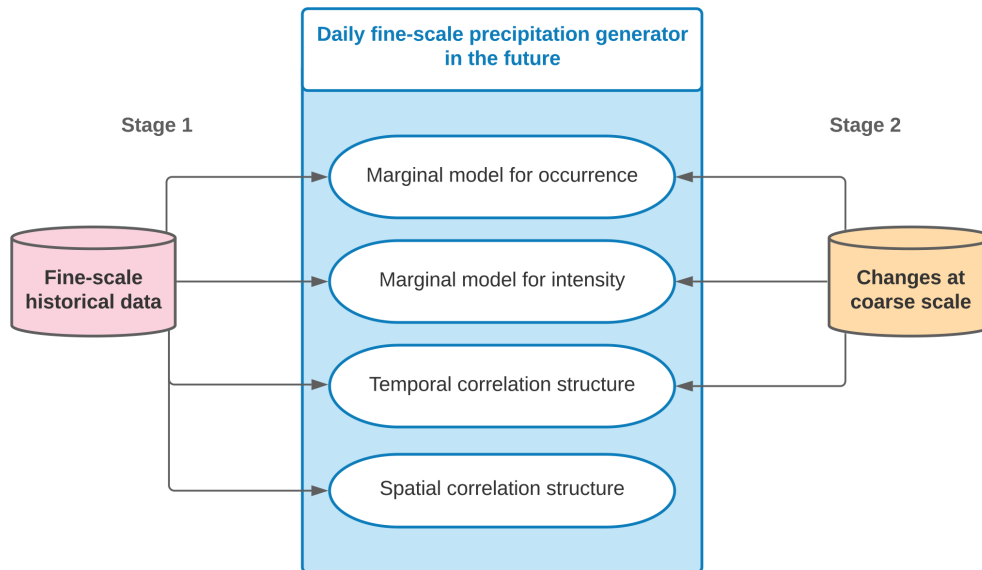 Daily fine-scale precipitation generator
in the future
Stage 1
Stage 2
Marginal model for occurrence
Fine-scale
historical data
Marginal model for intensity
Changes at
coarse scale
Temporal correlation structure
Spatial correlation structure